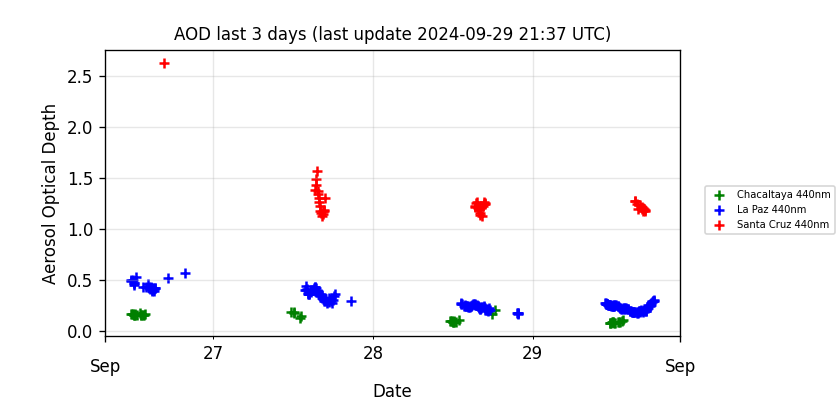 AOD last 3 days (last update 2024-09-29 21:37 UTC)
Aerosol Optical Depth
2.5
2.0
1.5
1.0
0.5
0.0
27
28
29
Sep
Sep
Date
Chacaltaya 440nm
La Paz 440nm
Santa Cruz 440nm